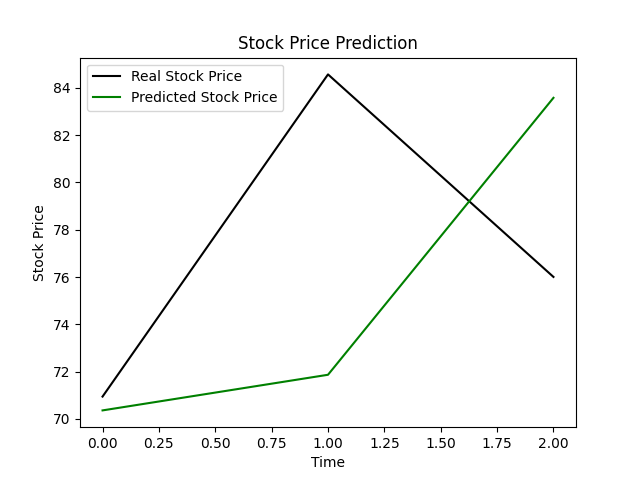 Stock Price Prediction
Real Stock Price
Predicted Stock Price
Stock Price
84
82
80
78
76
74
72
70
0.00 0.25 0.50 0.75 1.00 1.25 1.50 1.75 2.00
Time